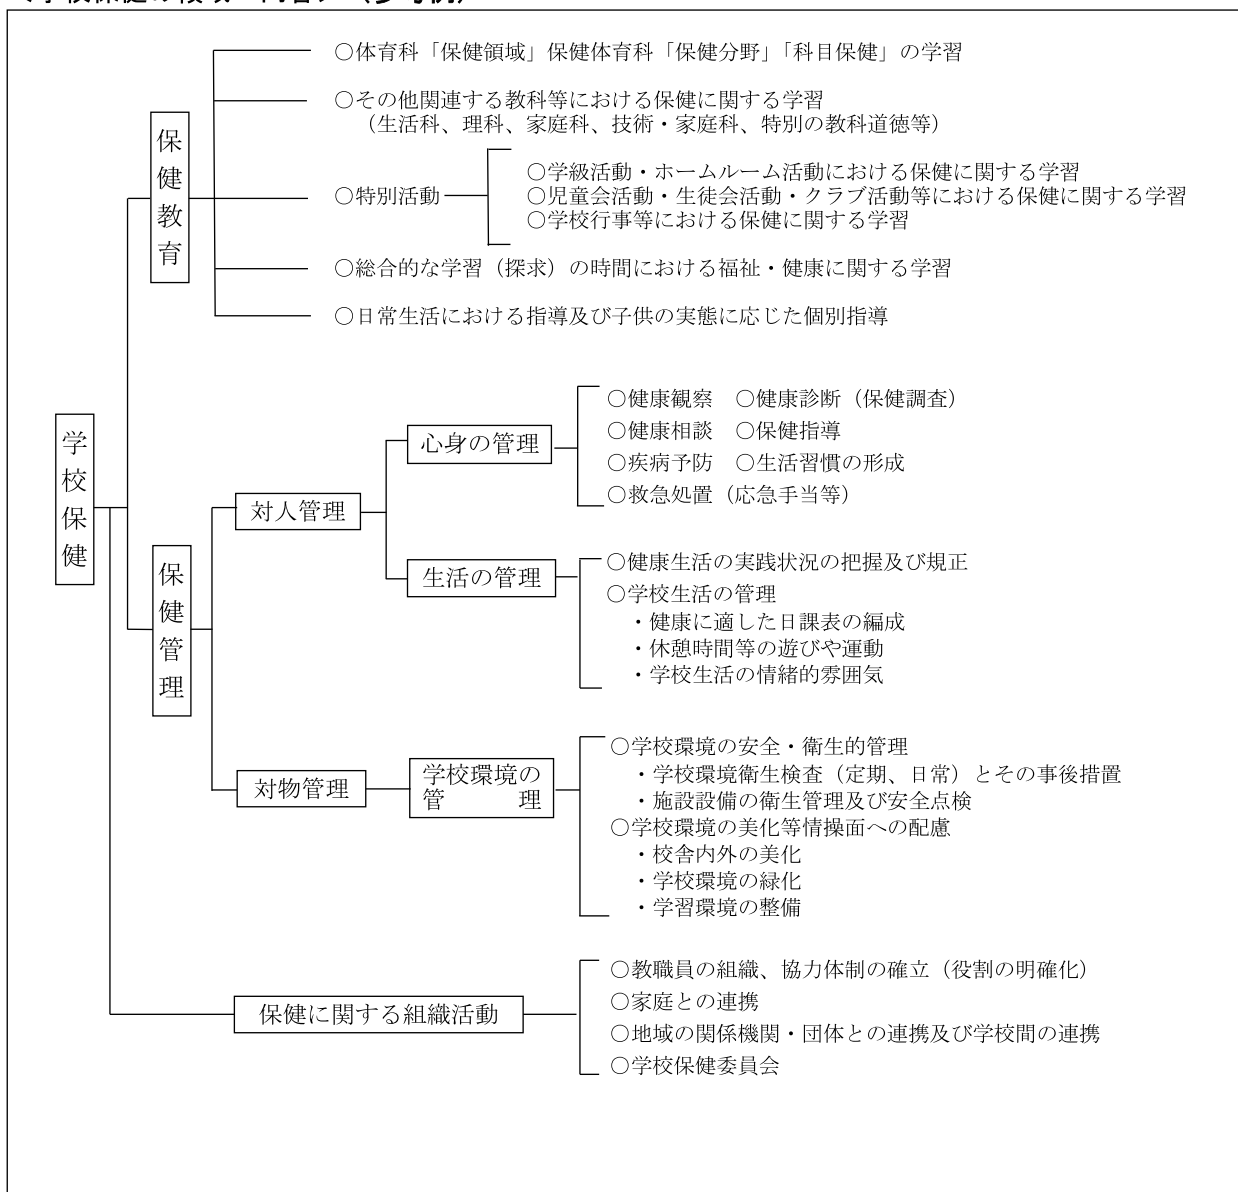 (参考例)
○体育科「保健領域」保健体育科「保健分野」「科目保健」の学習
○その他関連する教科等における保健に関する学習
(生活科、理科、家庭科、技術・家庭科、特別の教科道徳等)
保健教育
○特別活動
○学級活動・ホームルーム活動における保健に関する学習
○児童会活動・生徒会活動・クラブ活動等における保健に関する学習
○学校行事等における保健に関する学習
○総合的な学習(探求)の時間における福祉・健康に関する学習
○日常生活における指導及び子供の実態に応じた個別指導
学校保健
保健管理
対人管理
心身の管理
○健康観察 ○健康診断(保健調査)
○健康相談 ○保健指導
○疾病予防 ○生活習慣の形成
○救急処置(応急手当等)
生活の管理
○健康生活の実践状況の把握及び規正
○学校生活の管理
・健康に適した日課表の編成
・休憩時間等の遊びや運動
・学校生活の情緒的雰囲気
対物管理
学校環境の
管 理
○学校環境の安全・衛生的管理
・学校環境衛生検査(定期、日常)とその事後措置
・施設設備の衛生管理及び安全点検
○学校環境の美化等情操面への配慮
・校舎内外の美化
・学校環境の緑化
・学習環境の整備
保健に関する組織活動
○教職員の組織、協力体制の確立(役割の明確化)
○家庭との連携
○地域の関係機関・団体との連携及び学校間の連携
○学校保健委員会